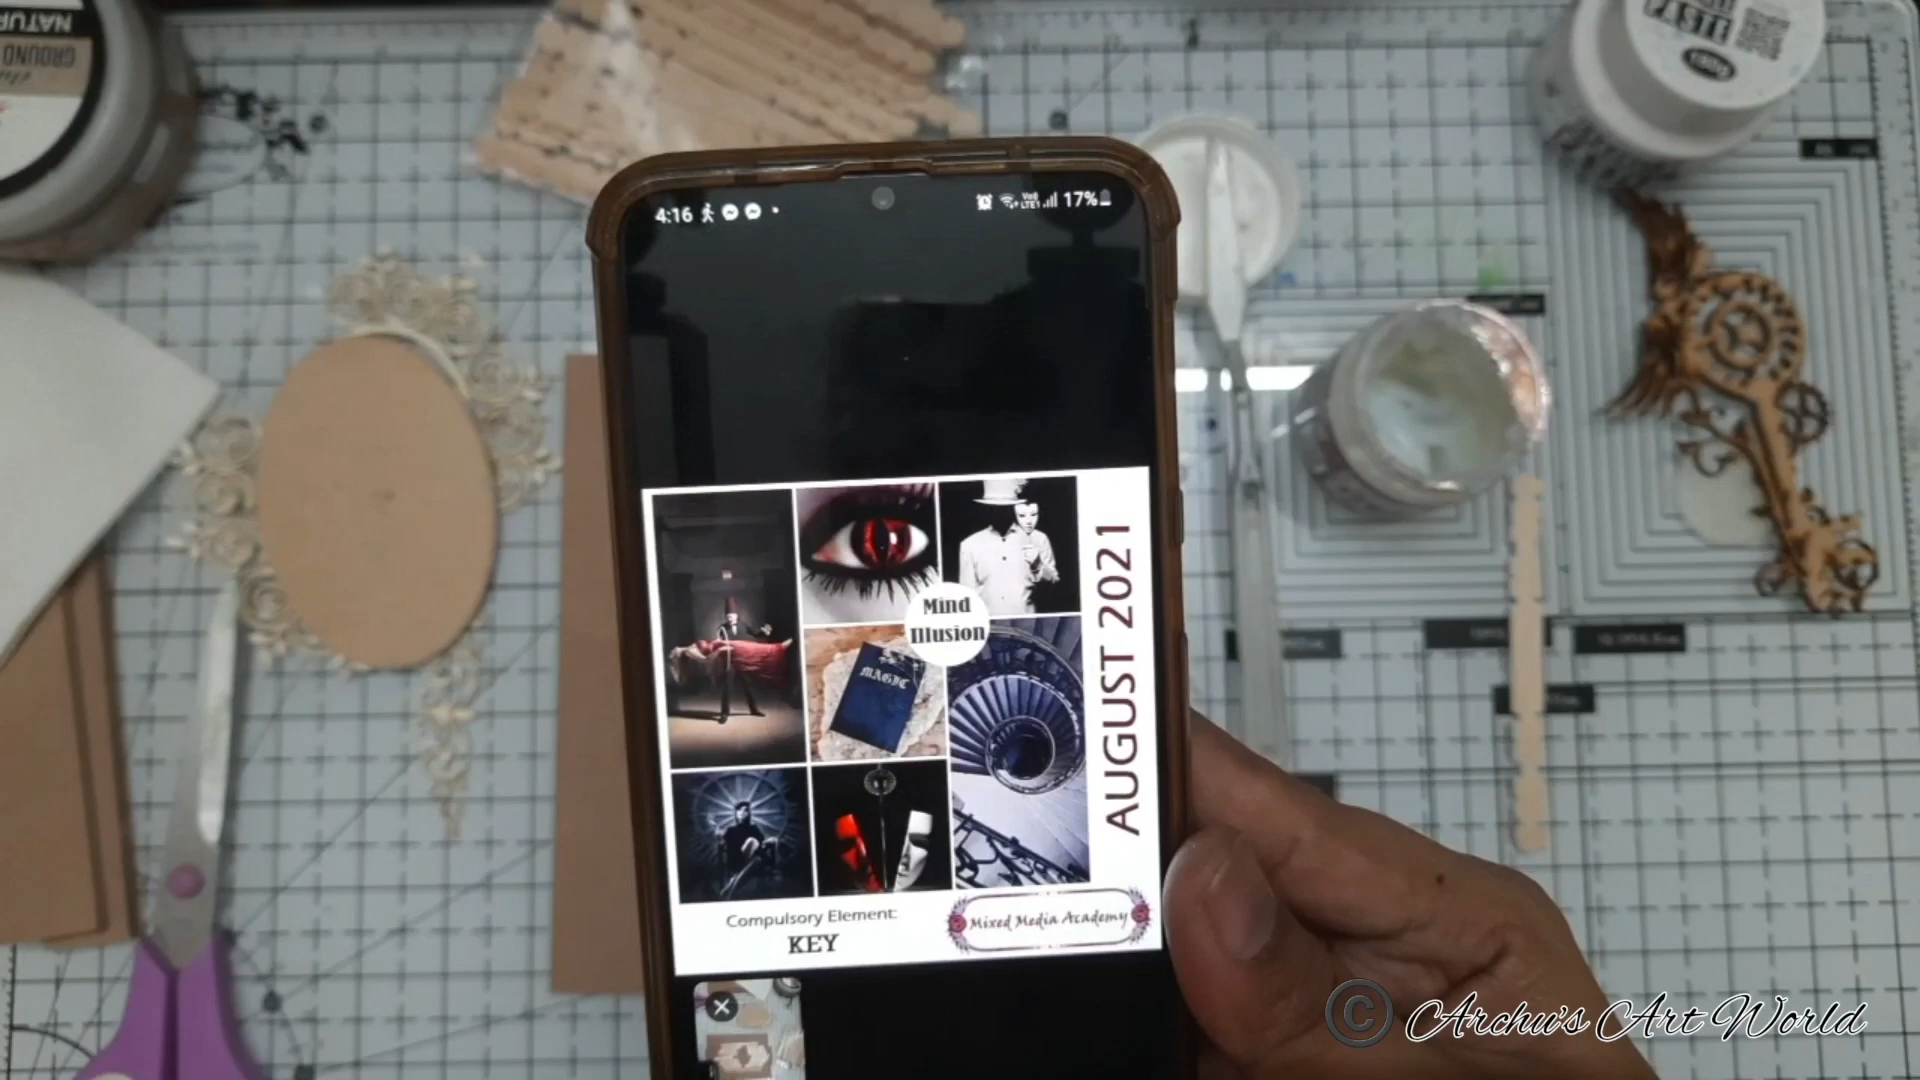 NATUR
GROUND
PASTE
4:16
17%
Mind
Illusion
MAGIC
AUGUST 2021
Compulsory Element:
KEY
Mixed Media Academy
© Archu's Art World